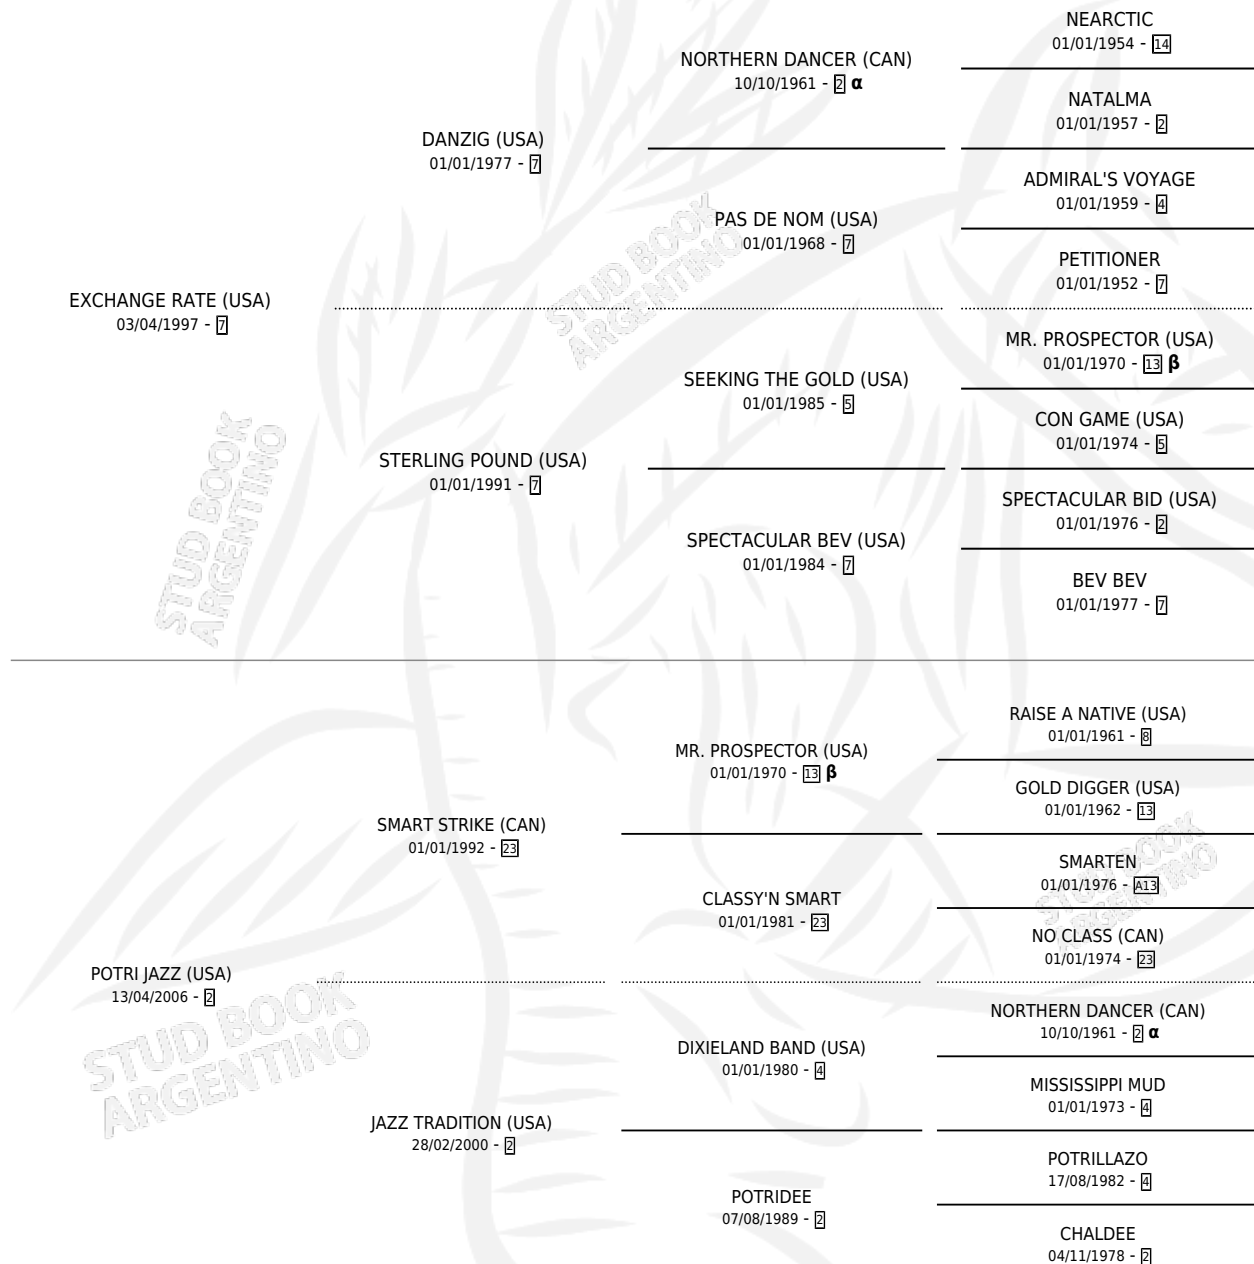 NEARCTIC
01/01/1954 - 14
NORTHERN DANCER (CAN)
10/10/1961 - 2 α
NATALMA
01/01/1957 - 2
DANZIG (USA)
01/01/1977 - 7
ADMIRAL'S VOYAGE
01/01/1959 - 4
PAS DE NOM (USA)
01/01/1968 - 7
PETITIONER
01/01/1952 - 7
EXCHANGE RATE (USA)
03/04/1997 - 7
MR. PROSPECTOR (USA)
01/01/1970 - 13 β
SEEKING THE GOLD (USA)
01/01/1985 - 5
CON GAME (USA)
01/01/1974 - 5
STERLING POUND (USA)
01/01/1991 - 7
SPECTACULAR BID (USA)
01/01/1976 - 2
SPECTACULAR BEV (USA)
01/01/1984 - 7
BEV BEV
01/01/1977 - 7
RAISE A NATIVE (USA)
01/01/1961 - 8
MR. PROSPECTOR (USA)
01/01/1970 - 13 β
GOLD DIGGER (USA)
01/01/1962 - 13
SMART STRIKE (CAN)
01/01/1992 - 23
SMARTEN
01/01/1976 - A13
CLASSY'N SMART
01/01/1981 - 23
NO CLASS (CAN)
01/01/1974 - 23
POTRI JAZZ (USA)
13/04/2006 - 2
NORTHERN DANCER (CAN)
10/10/1961 - 2 α
DIXIELAND BAND (USA)
01/01/1980 - 4
MISSISSIPPI MUD
01/01/1973 - 4
JAZZ TRADITION (USA)
28/02/2000 - 2
POTRILLAZO
17/08/1982 - 4
POTRIDEE
07/08/1989 - 2
CHALDEE
04/11/1978 - 2
STUD BOOK
ARGENTINO
STUD BOOK
ARGENTINO
STUD BOOK
ARGENTINO
STUD BOOK
ARGENTINO